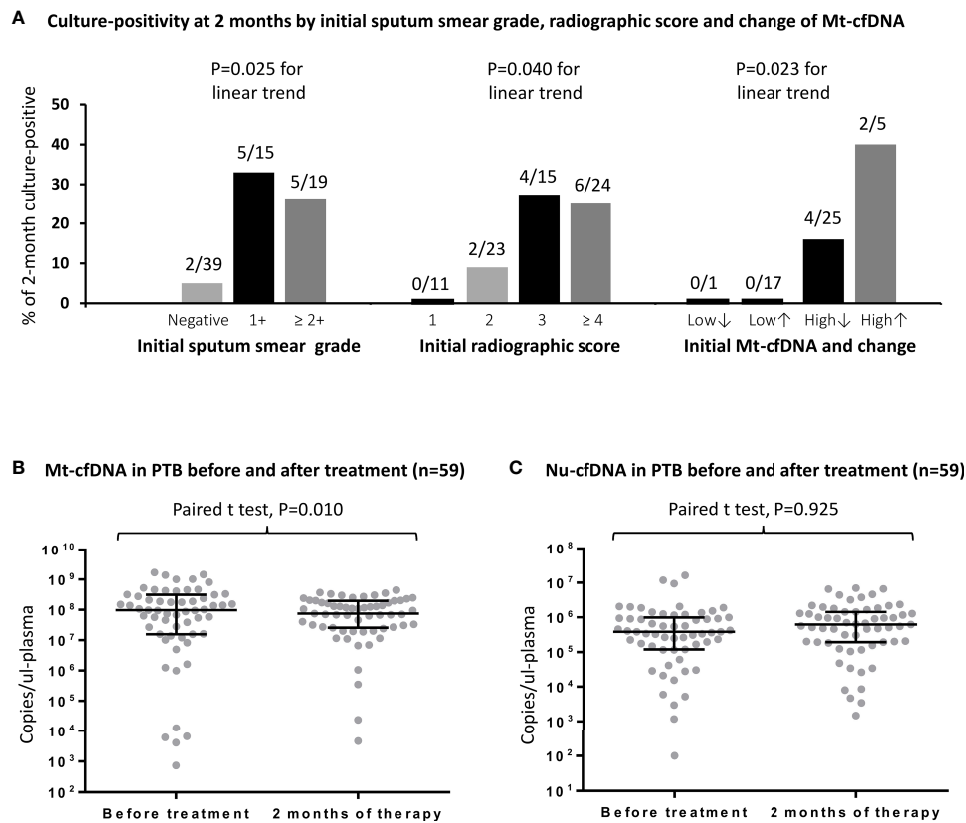 A Culture-positivity at 2 months by initial sputum smear grade, radiographic score and change of Mt-cfDNA
P=0.025 for
linear trend
P=0.040 for
linear trend
P=0.023 for
linear trend
% of 2-month culture-positive
50
40
30
20
10
0
2/39
5/15
5/19
0/11
2/23
4/15
6/24
0/1
0/17
4/25
2/5
Negative 1+ ≥ 2+
1 2 3 ≥ 4
Low↓ Low↑ High↓ High↑
Initial sputum smear grade
Initial radiographic score
Initial Mt-cfDNA and change
B Mt-cfDNA in PTB before and after treatment (n=59)
Paired t test, P=0.010
Copies/ul-plasma
10^10
10^9
10^8
10^7
10^6
10^5
10^4
10^3
10^2
Before treatment 2 months of therapy
C Nu-cfDNA in PTB before and after treatment (n=59)
Paired t test, P=0.925
Copies/ul-plasma
10^8
10^7
10^6
10^5
10^4
10^3
10^2
10^1
Before treatment 2 months of therapy